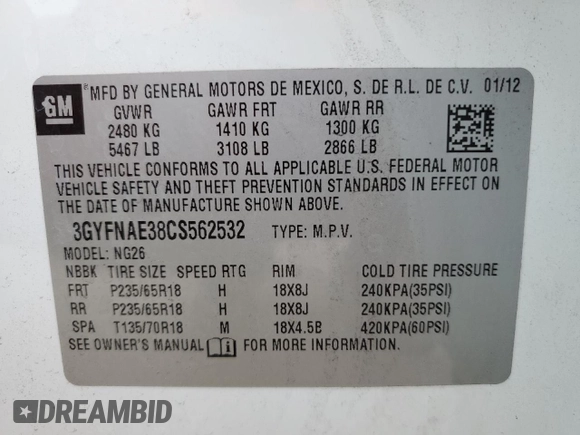 GM
® MFD BY GENERAL MOTORS DE MEXICO, S. DE R.L. DE C.V. 01/12
GVWR GAWR FRT GAWR RR
2480 KG 1410 KG 1300 KG
5467 LB 3108 LB 2866 LB
THIS VEHICLE CONFORMS TO ALL APPLICABLE U.S. FEDERAL MOTOR
VEHICLE SAFETY AND THEFT PREVENTION STANDARDS IN EFFECT ON
THE DATE OF MANUFACTURE SHOWN ABOVE.
3GYFNAE38CS562532 TYPE: M.P.V.
MODEL: NG26
NBBK TIRE SIZE SPEED RTG RIM COLD TIRE PRESSURE
FRT P235/65R18 H 18X8J 240KPA(35PSI)
RR P235/65R18 H 18X8J 240KPA(35PSI)
SPA T135/70R18 M 18X4.5B 420KPA(60PSI)
SEE OWNER'S MANUAL FOR MORE INFORMATION
DREAMBID